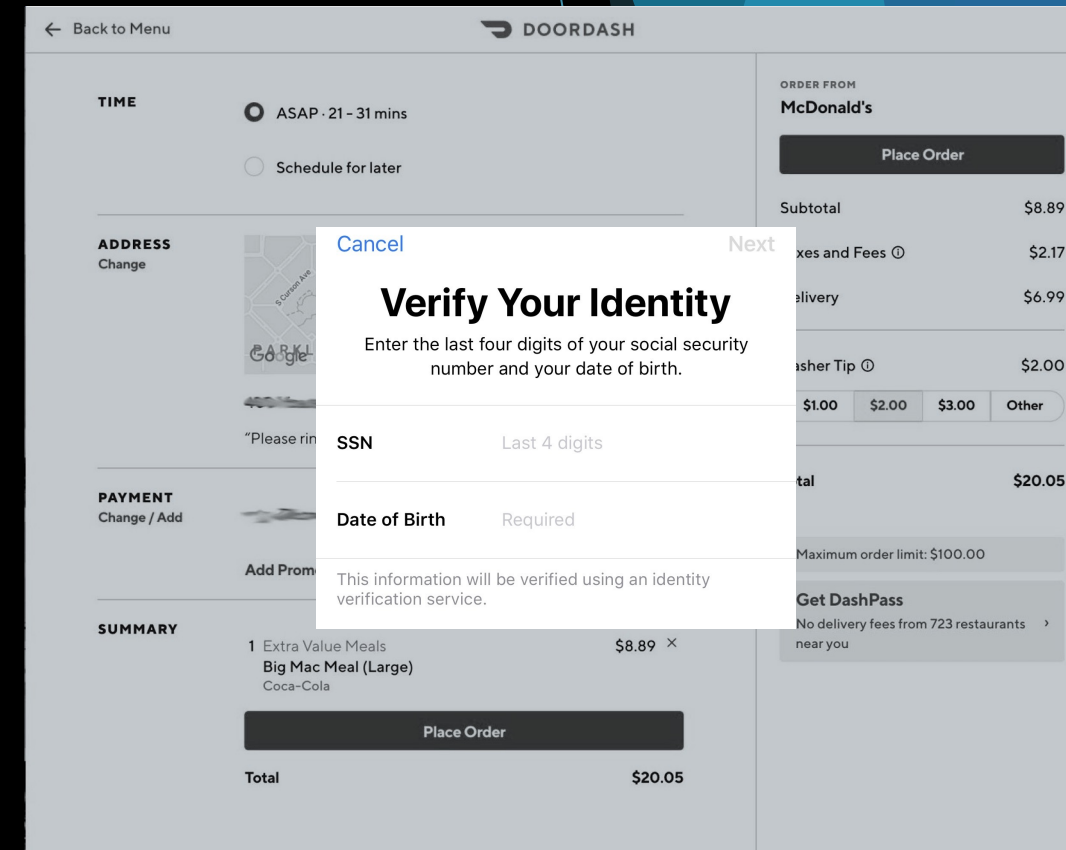 ← Back to Menu
DOORDASH
TIME
ASAP · 21 – 31 mins
Schedule for later
ADDRESS
Change
S Curson Ave
Google
"Please rin
PAYMENT
Change / Add
Add Prom
SUMMARY
1 Extra Value Meals $8.89 ×
Big Mac Meal (Large)
Coca-Cola
Place Order
Total $20.05
Cancel Next
Verify Your Identity
Enter the last four digits of your social security
number and your date of birth.
SSN Last 4 digits
Date of Birth Required
This information will be verified using an identity
verification service.
ORDER FROM
McDonald's
Place Order
Subtotal $8.89
xes and Fees $2.17
elivery $6.99
asher Tip $2.00
$1.00 $2.00 $3.00 Other
tal $20.05
Maximum order limit: $100.00
Get DashPass
No delivery fees from 723 restaurants ›
near you